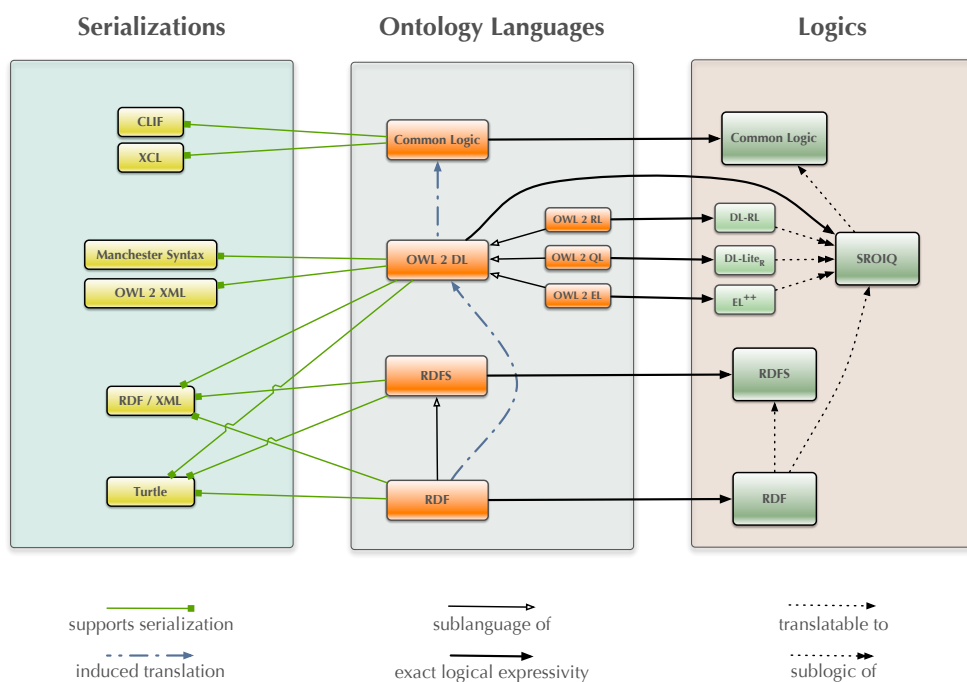 Serializations
Ontology Languages
Logics
CLIF
XCL
Common Logic
Common Logic
Manchester Syntax
OWL 2 XML
OWL 2 DL
OWL 2 RL
OWL 2 QL
OWL 2 EL
DL-RL
DL-LiteR
EL++
SROIQ
RDF / XML
RDFS
RDFS
Turtle
RDF
RDF
supports serialization
sublanguage of
translatable to
induced translation
exact logical expressivity
sublogic of